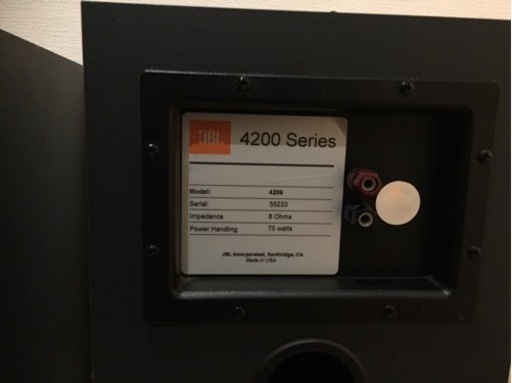 JBL
4200 Series
Model: 4206
Serial: 55233
Impedance 8 Ohms
Power Handling 75 watts
JBL Incorporated, Northridge, CA
Made in USA